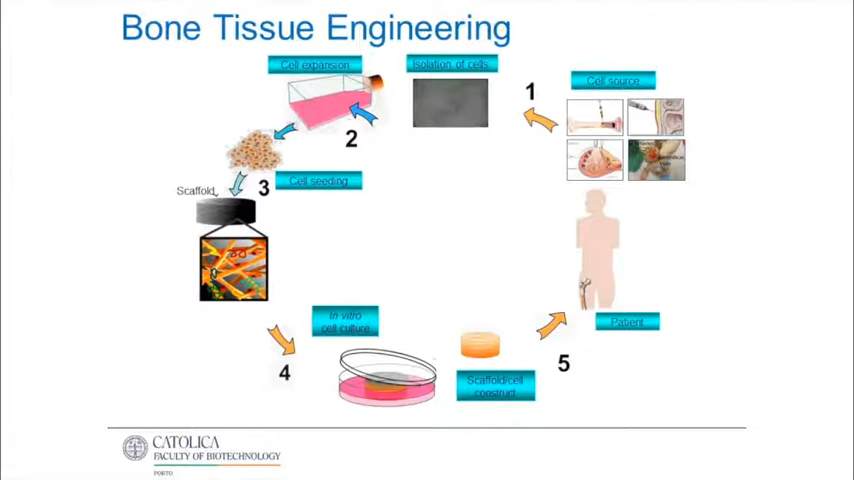 Bone Tissue Engineering
Cell expansion
Isolation of cells
Cell source
1
2
3
Cell seeding
Scaffold
In vitro
cell culture
Patient
4
5
Scaffold/cell
construct
CATOLICA
FACULTY OF BIOTECHNOLOGY
PORTO